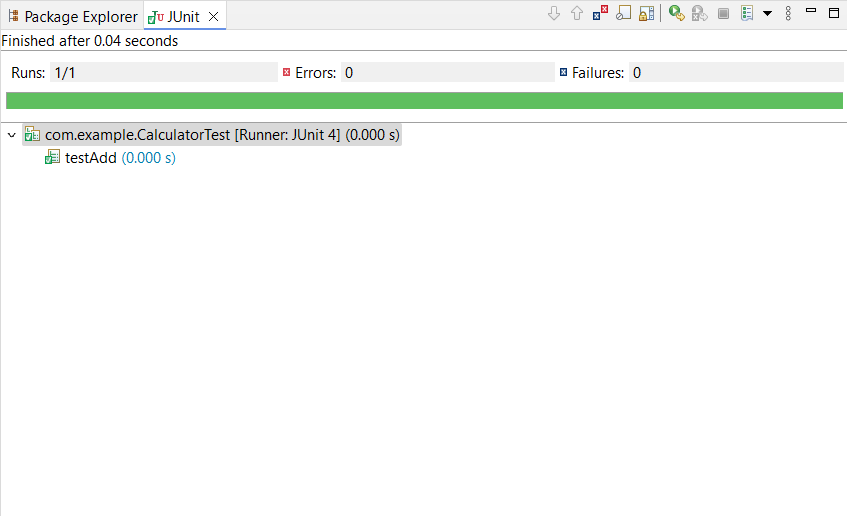 Package Explorer JUnit
Finished after 0.04 seconds
Runs: 1/1 Errors: 0 Failures: 0
com.example.CalculatorTest [Runner: JUnit 4] (0.000 s)
testAdd (0.000 s)